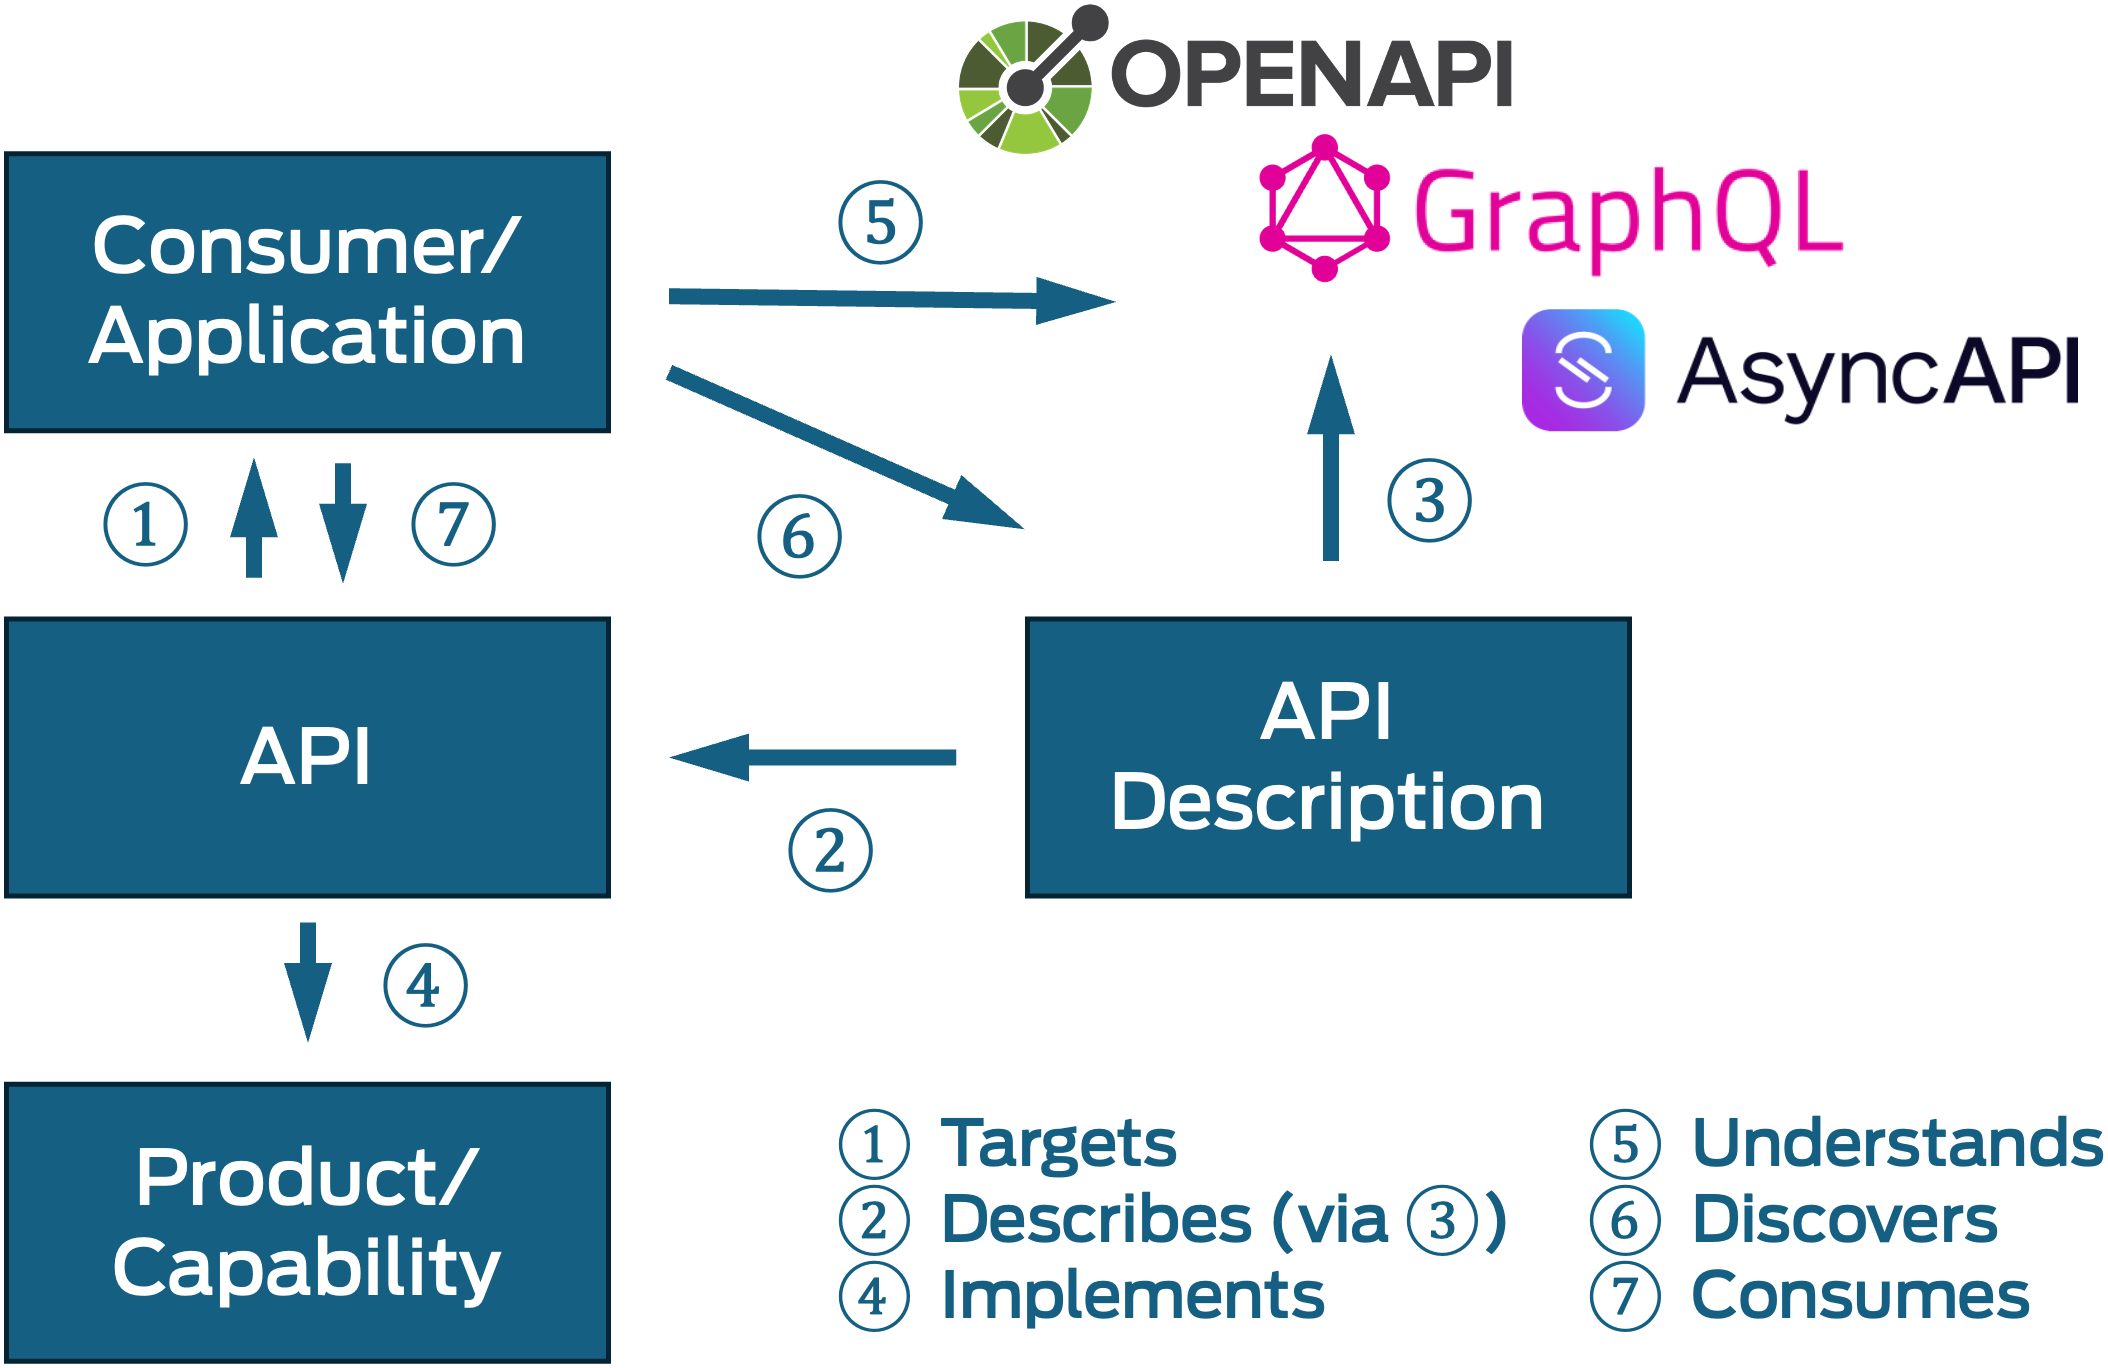 OPENAPI
GraphQL
AsyncAPI
Consumer/
Application
⑤
①
⑦
⑥
③
API
API
Description
②
④
Product/
Capability
① Targets
② Describes (via ③)
④ Implements
⑤ Understands
⑥ Discovers
⑦ Consumes